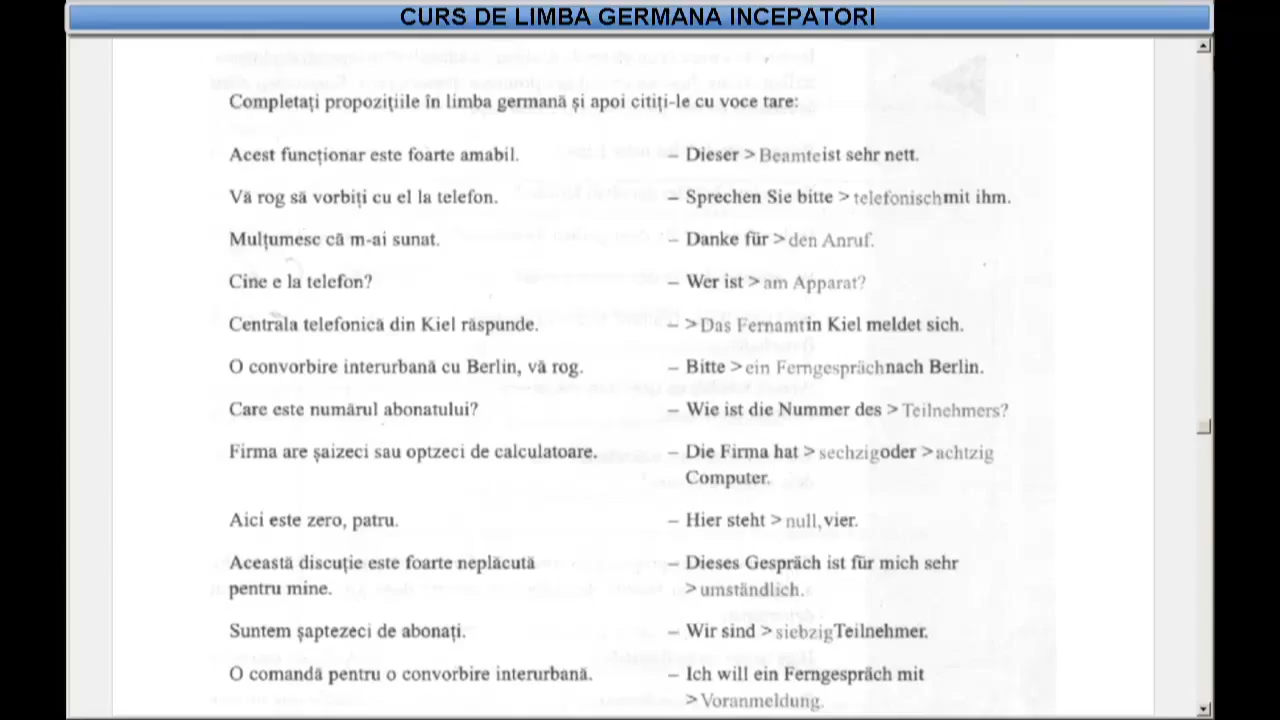 CURS DE LIMBA GERMANA INCEPATORI
Completați propozițiile în limba germană și apoi citiți-le cu voce tare:
Acest funcționar este foarte amabil. – Dieser > Beamte ist sehr nett.
Vă rog să vorbiți cu el la telefon. – Sprechen Sie bitte > telefonisch mit ihm.
Mulțumesc că m-ai sunat. – Danke für > den Anruf.
Cine e la telefon? – Wer ist > am Apparat?
Centrala telefonică din Kiel răspunde. – > Das Fernamt in Kiel meldet sich.
O convorbire interurbană cu Berlin, vă rog. – Bitte > ein Ferngespräch nach Berlin.
Care este numărul abonatului? – Wie ist die Nummer des > Teilnehmers?
Firma are șaizeci sau optzeci de calculatoare. – Die Firma hat > sechzig oder > achtzig
Computer.
Aici este zero, patru. – Hier steht > null, vier.
Această discuție este foarte neplăcută – Dieses Gespräch ist für mich sehr
pentru mine. > umständlich.
Suntem șaptezeci de abonați. – Wir sind > siebzig Teilnehmer.
O comandă pentru o convorbire interurbană. – Ich will ein Ferngespräch mit
> Voranmeldung.